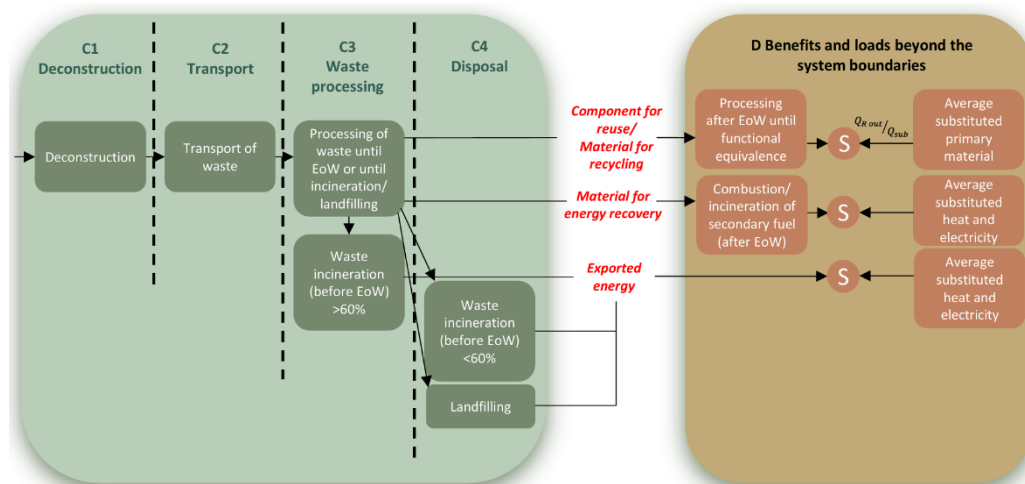 C1
Deconstruction
C2
Transport
C3
Waste
processing
C4
Disposal
Deconstruction
Transport of
waste
Processing of
waste until
EoW or until
incineration/
landfilling
Waste
incineration
(before EoW)
>60%
Waste
incineration
(before EoW)
<60%
Landfilling
Component for
reuse/
Material for
recycling
Material for
energy recovery
Exported
energy
D Benefits and loads beyond the
system boundaries
Processing
after EoW until
functional
equivalence
S
Q_{R out}/Q_{sub}
Average
substituted
primary
material
Combustion/
incineration of
secondary fuel
(after EoW)
S
Average
substituted
heat and
electricity
S
Average
substituted
heat and
electricity